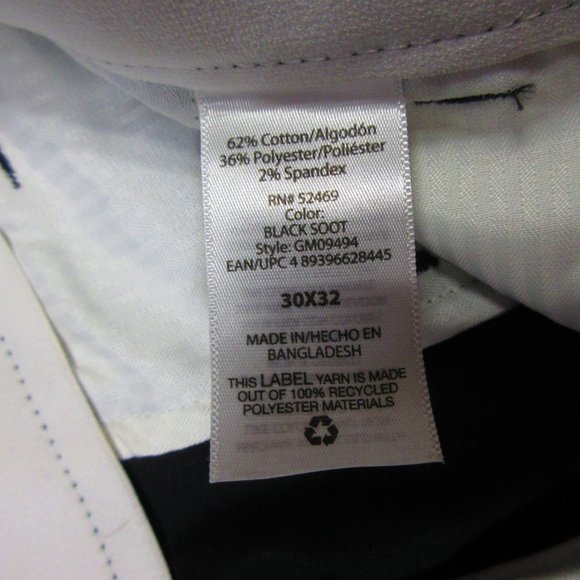 62% Cotton/Algodón
36% Polyester/Poliéster
2% Spandex
RN# 52469
Color:
BLACK SOOT
Style: GM09494
EAN/UPC 4 89396628445
30X32
MADE IN/HECHO EN
BANGLADESH
THIS LABEL YARN IS MADE
OUT OF 100% RECYCLED
POLYESTER MATERIALS